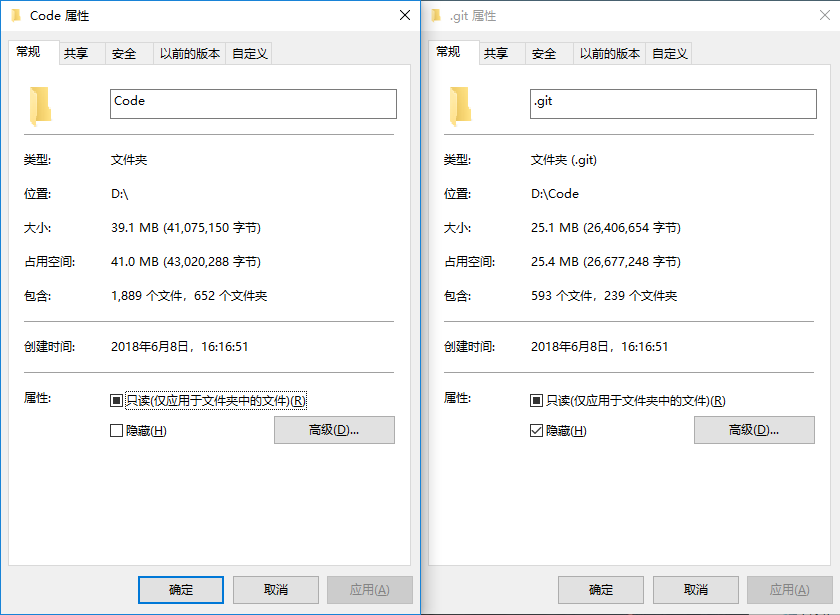 Code 属性
常规 共享 安全 以前的版本 自定义
Code
类型: 文件夹
位置: D:\
大小: 39.1 MB (41,075,150 字节)
占用空间: 41.0 MB (43,020,288 字节)
包含: 1,889 个文件，652 个文件夹
创建时间: 2018年6月8日，16:16:51
属性: 只读(仅应用于文件夹中的文件)(R)
隐藏(H)
高级(D)...
确定 取消 应用(A)
.git 属性
常规 共享 安全 以前的版本 自定义
.git
类型: 文件夹 (.git)
位置: D:\Code
大小: 25.1 MB (26,406,654 字节)
占用空间: 25.4 MB (26,677,248 字节)
包含: 593 个文件，239 个文件夹
创建时间: 2018年6月8日，16:16:51
属性: 只读(仅应用于文件夹中的文件)(R)
隐藏(H)
高级(D)...
确定 取消 应用(A)